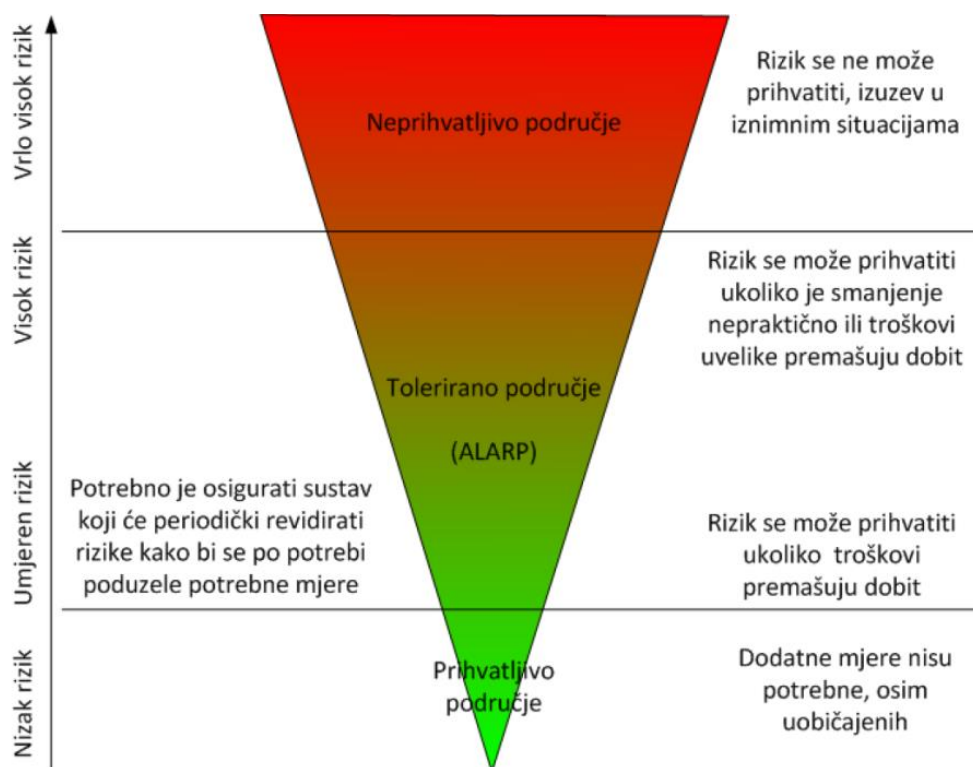 Vrlo visok rizik
Neprihvatljivo područje
Rizik se ne može
prihvatiti, izuzev u
iznimnim situacijama
Visok rizik
Rizik se može prihvatiti
ukoliko je smanjenje
nepraktično ili troškovi
uvelike premašuju dobit
Tolerirano područje
(ALARP)
Umjeren rizik
Potrebno je osigurati sustav
koji će periodički revidirati
rizike kako bi se po potrebi
poduzele potrebne mjere
Rizik se može prihvatiti
ukoliko troškovi
premašuju dobit
Nizak rizik
Prihvatljivo
područje
Dodatne mjere nisu
potrebne, osim
uobičajenih